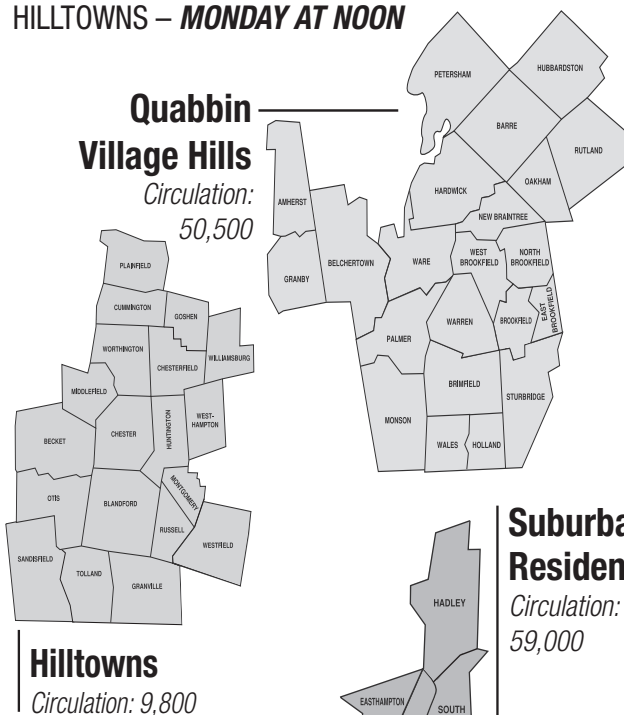 HILLTOWNS – MONDAY AT NOON
Quabbin
Village Hills
Circulation:
50,500
PETERSHAM
HUBBARDSTON
BARRE
RUTLAND
HARDWICK
OAKHAM
NEW BRAINTREE
AMHERST
GRANBY
BELCHERTOWN
WARE
WEST
BROOKFIELD
NORTH
BROOKFIELD
PALMER
WARREN
BROOKFIELD
EAST
BROOKFIELD
BRIMFIELD
STURBRIDGE
MONSON
WALES
HOLLAND
PLAINFIELD
CUMMINGTON
GOSHEN
WORTHINGTON
CHESTERFIELD
WILLIAMSBURG
MIDDLEFIELD
WEST-
HAMPTON
BECKET
CHESTER
HUNTINGTON
OTIS
BLANDFORD
MONTGOMERY
RUSSELL
WESTFIELD
SANDISFIELD
TOLLAND
GRANVILLE
Hilltowns
Circulation: 9,800
Suburba
Residen
Circulation:
59,000
HADLEY
EASTHAMPTON
SOUTH